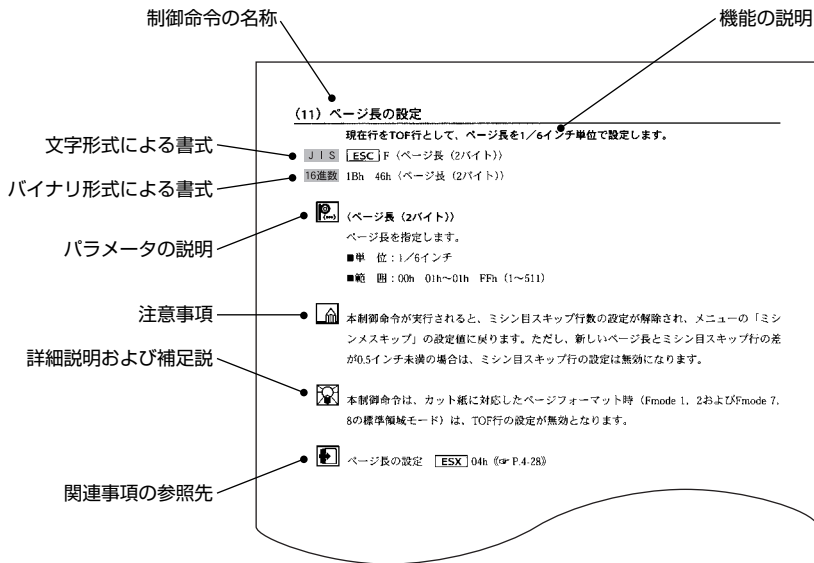 制御命令の名称
機能の説明
(11) ページ長の設定
現在行をTOF行として、ページ長を1／6インチ単位で設定します。
文字形式による書式
JIS ESC F〈ページ長（2バイト）〉
バイナリ形式による書式
16進数 1Bh 46h〈ページ長（2バイト）〉
〈ページ長（2バイト）〉
パラメータの説明
ページ長を指定します。
■単 位：1／6インチ
■範 囲：00h 01h～01h FFh（1～511）
注意事項
本制御命令が実行されると、ミシン目スキップ行数の設定が解除され、メニューの「ミシ
ンメスキップ」の設定値に戻ります。ただし、新しいページ長とミシン目スキップ行の差
が0.5インチ未満の場合は、ミシン目スキップ行の設定は無効になります。
詳細説明および補足説
本制御命令は、カット紙に対応したページフォーマット時（Fmode 1, 2およびFmode 7,
8の標準領域モード）は、TOF行の設定が無効となります。
ページ長の設定 ESX 04h《☞ P.4-28》
関連事項の参照先